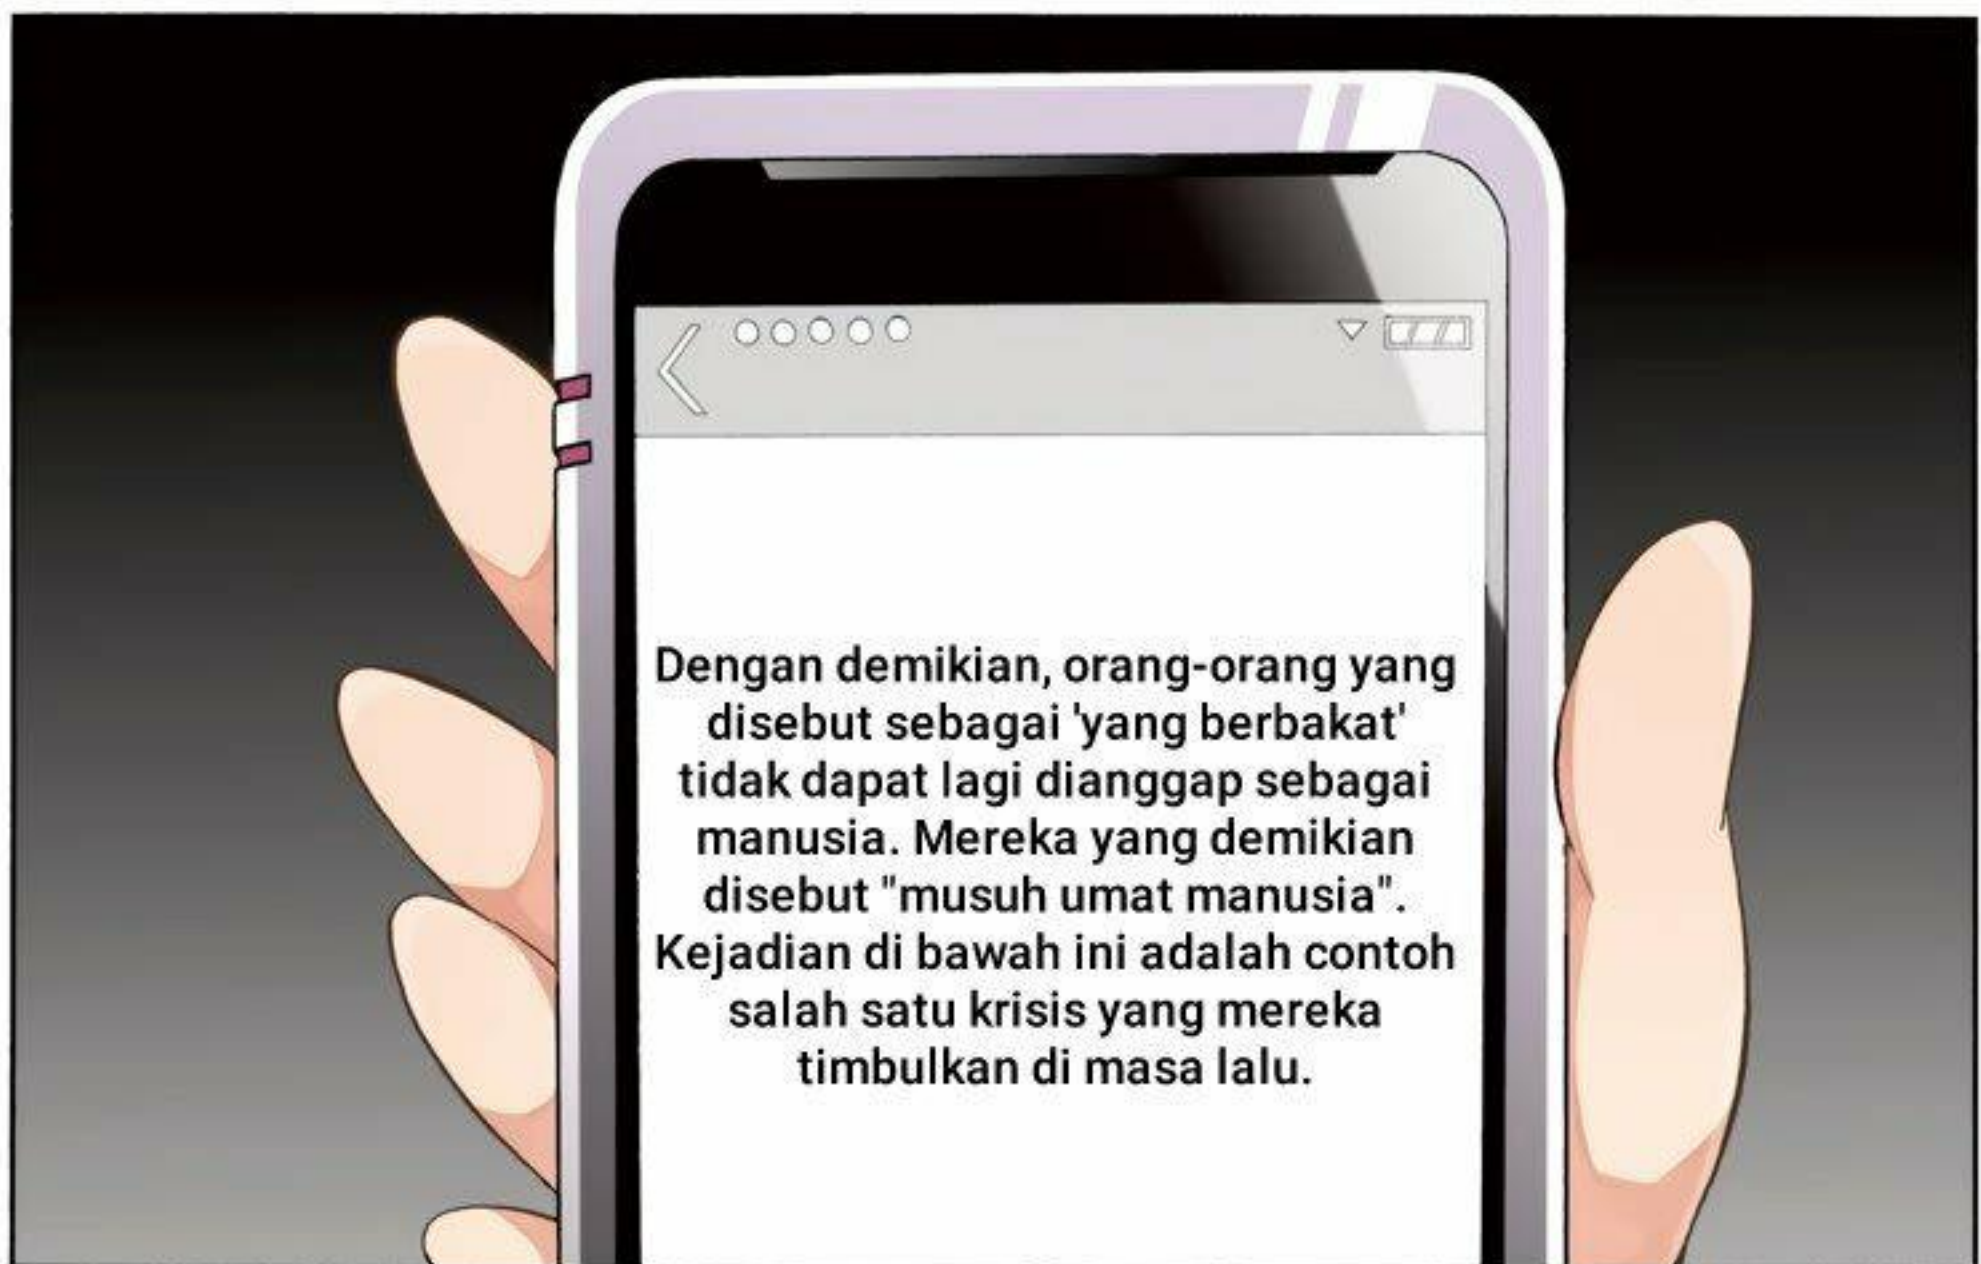 Dengan demikian, orang-orang yang
disebut sebagai 'yang berbakat'
tidak dapat lagi dianggap sebagai
manusia. Mereka yang demikian
disebut "musuh umat manusia".
Kejadian di bawah ini adalah contoh
salah satu krisis yang mereka
timbulkan di masa lalu.